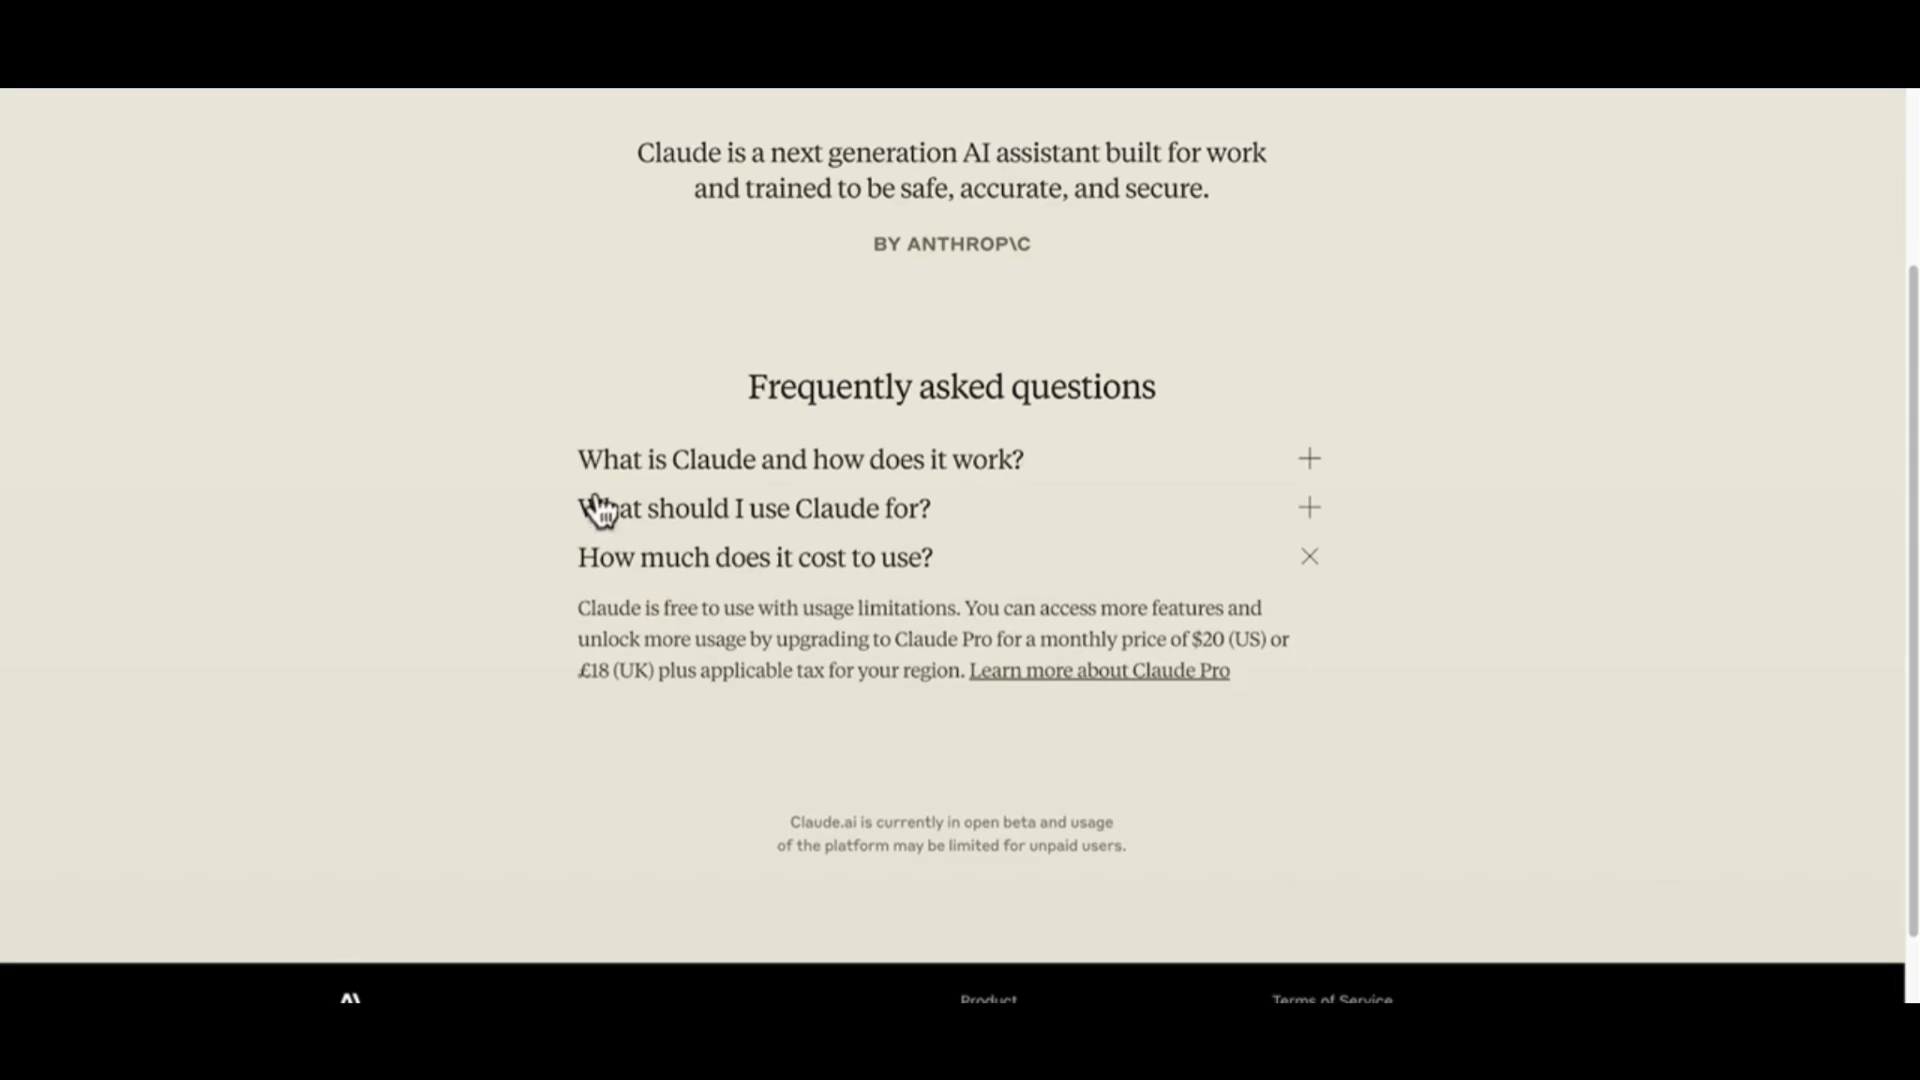 Claude is a next generation AI assistant built for work
and trained to be safe, accurate, and secure.
BY ANTHROP\C
Frequently asked questions
What is Claude and how does it work?
What should I use Claude for?
How much does it cost to use?
Claude is free to use with usage limitations. You can access more features and
unlock more usage by upgrading to Claude Pro for a monthly price of $20 (US) or
£18 (UK) plus applicable tax for your region. Learn more about Claude Pro
Claude.ai is currently in open beta and usage
of the platform may be limited for unpaid users.
Product
Terms of Service